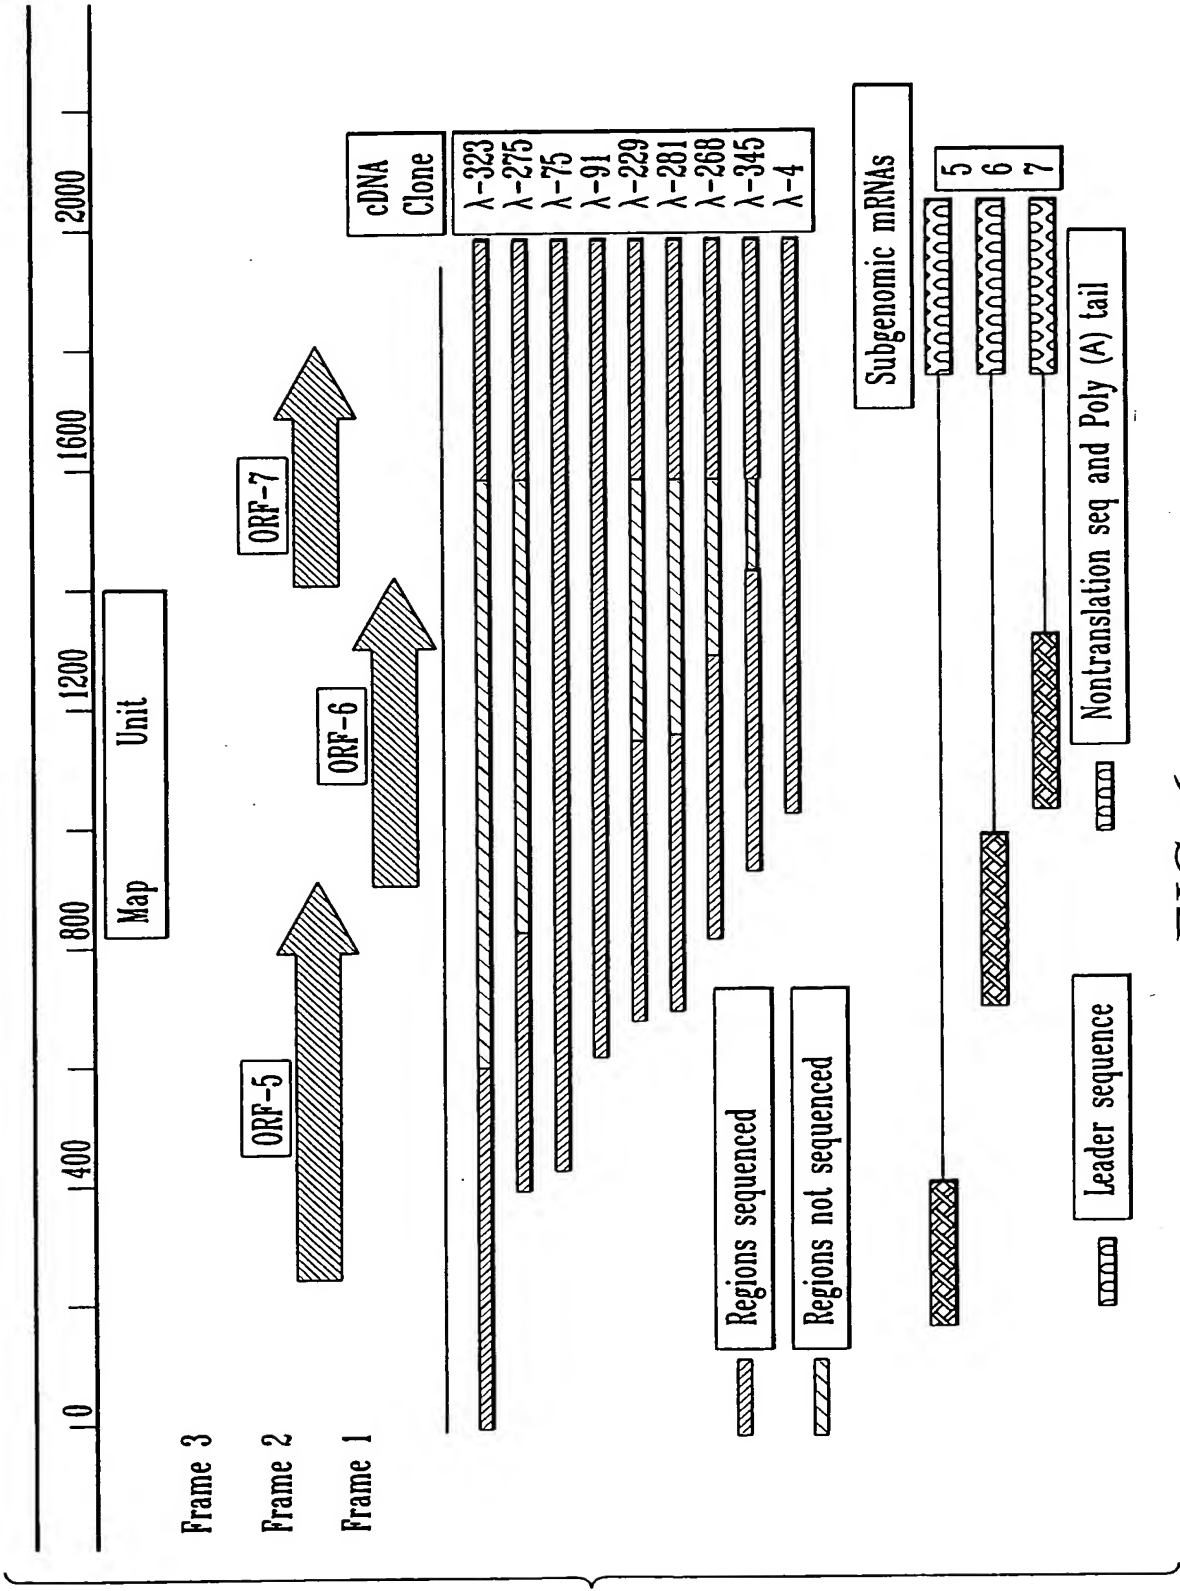 0 400 800 1200 1600 2000
Map Unit
Frame 3
Frame 2
Frame 1
ORF-5
ORF-6
ORF-7
cDNA
Clone
λ-323
λ-275
λ-75
λ-91
λ-229
λ-281
λ-268
λ-345
λ-4
Regions sequenced
Regions not sequenced
Subgenomic mRNAs
5
6
7
Leader sequence
Nontranslation seq and Poly (A) tail